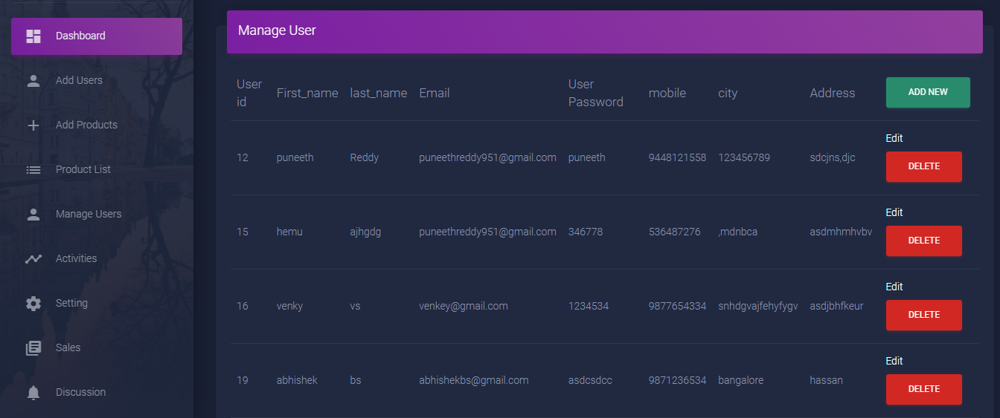 Dashboard
Add Users
Add Products
Product List
Manage Users
Activities
Setting
Sales
Discussion
Manage User
User id First_name last_name Email User Password mobile city Address ADD NEW
12 puneeth Reddy puneethreddy951@gmail.com puneeth 9448121558 123456789 sdcjns,djc Edit
DELETE
15 hemu ajhgdg puneethreddy951@gmail.com 346778 536487276 ,mdnbca asdmhmhvbv Edit
DELETE
16 venky vs venkey@gmail.com 1234534 9877654334 snhdgvajfehyfygv asdjbhfkeur Edit
DELETE
19 abhishek bs abhishekbs@gmail.com asdcsdcc 9871236534 bangalore hassan Edit
DELETE